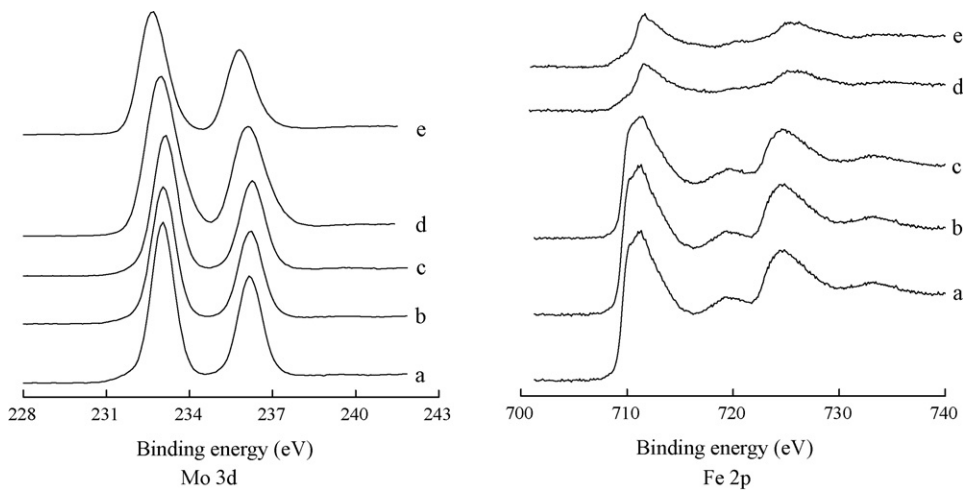 e
d
c
b
a
228 231 234 237 240 243
Binding energy (eV)
Mo 3d
e
d
c
b
a
700 710 720 730 740
Binding energy (eV)
Fe 2p